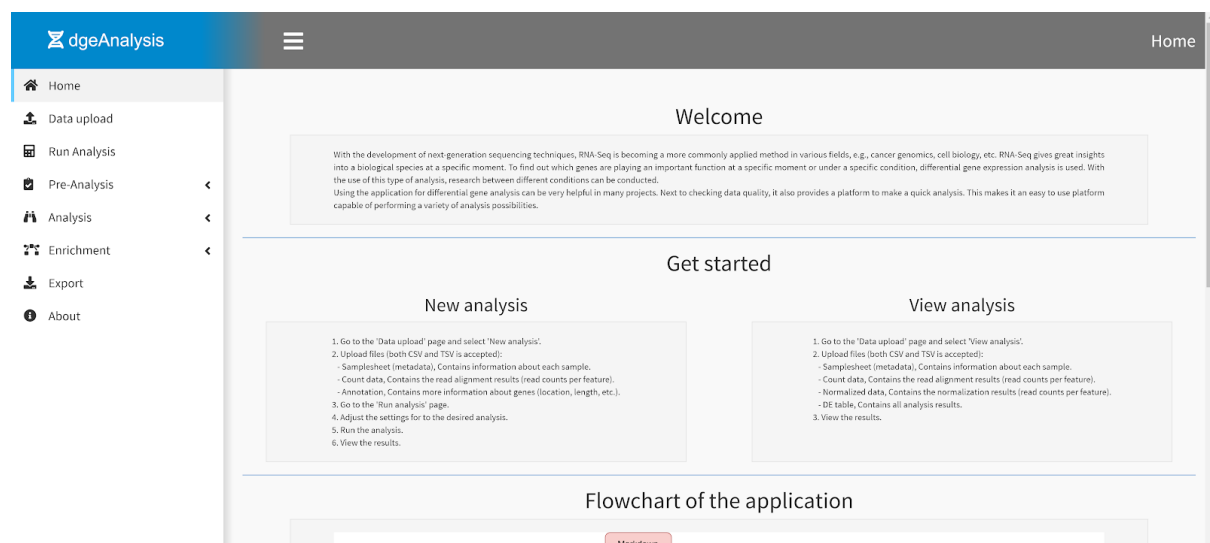 dgeAnalysis
Home
Home
Data upload
Run Analysis
Pre-Analysis
Analysis
Enrichment
Export
About
Welcome
With the development of next-generation sequencing techniques, RNA-Seq is becoming a more commonly applied method in various fields, e.g., cancer genomics, cell biology, etc. RNA-Seq gives great insights
into a biological species at a specific moment. To find out which genes are playing an important function at a specific moment or under a specific condition, differential gene expression analysis is used. With
the use of this type of analysis, research between different conditions can be conducted.
Using the application for differential gene analysis can be very helpful in many projects. Next to checking data quality, it also provides a platform to make a quick analysis. This makes it an easy to use platform
capable of performing a variety of analysis possibilities.
Get started
New analysis
1. Go to the 'Data upload' page and select 'New analysis'.
2. Upload files (both CSV and TSV is accepted):
- Samplesheet (metadata), Contains information about each sample.
- Count data, Contains the read alignment results (read counts per feature).
- Annotation, Contains more information about genes (location, length, etc.).
3. Go to the 'Run analysis' page.
4. Adjust the settings for to the desired analysis.
5. Run the analysis.
6. View the results.
View analysis
1. Go to the 'Data upload' page and select 'View analysis'.
2. Upload files (both CSV and TSV is accepted):
- Samplesheet (metadata), Contains information about each sample.
- Count data, Contains the read alignment results (read counts per feature).
- Normalized data, Contains the normalization results (read counts per feature).
- DE table, Contains all analysis results.
3. View the results.
Flowchart of the application